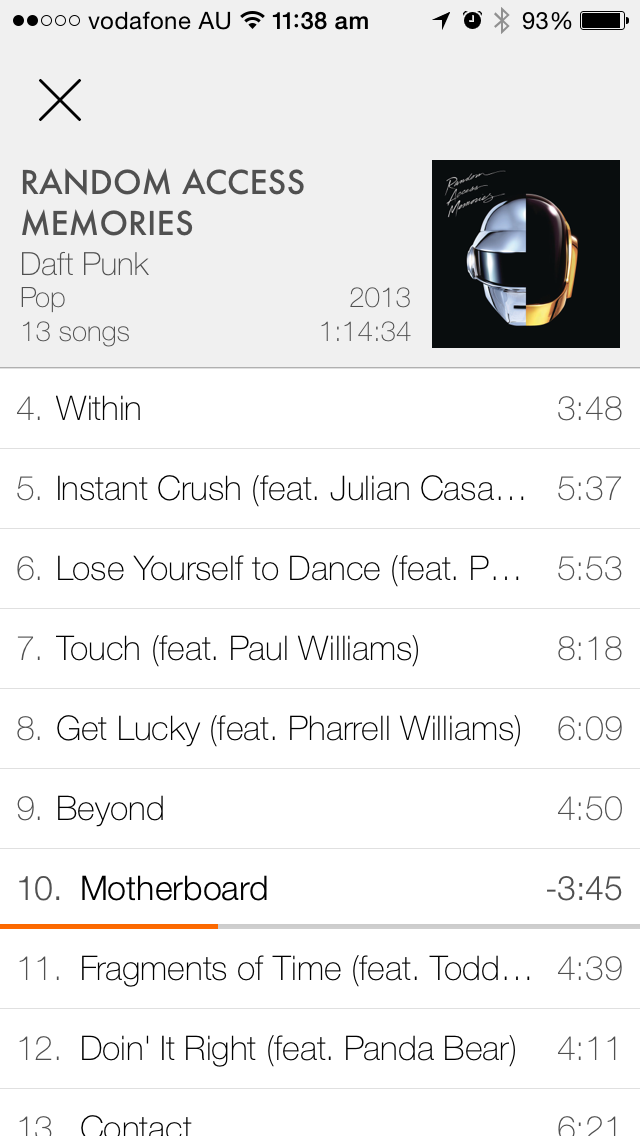 vodafone AU 11:38 am 93%
RANDOM ACCESS
MEMORIES
Random
Access
Memories
Daft Punk
Pop 2013
13 songs 1:14:34
4. Within 3:48
5. Instant Crush (feat. Julian Casa... 5:37
6. Lose Yourself to Dance (feat. P... 5:53
7. Touch (feat. Paul Williams) 8:18
8. Get Lucky (feat. Pharrell Williams) 6:09
9. Beyond 4:50
10. Motherboard -3:45
11. Fragments of Time (feat. Todd... 4:39
12. Doin' It Right (feat. Panda Bear) 4:11
13. Contact 6:21